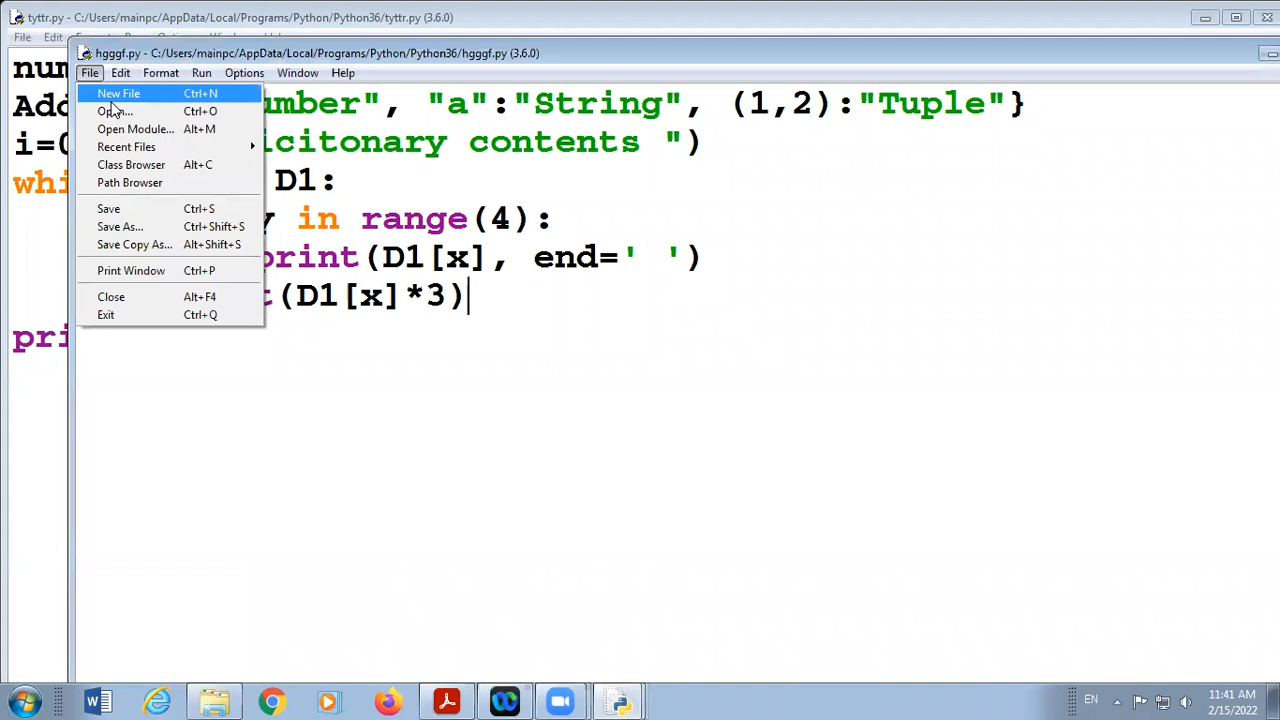 tyttr.py - C:/Users/mainpc/AppData/Local/Programs/Python/Python36/tyttr.py (3.6.0)
File Edit
hgggf.py - C:/Users/mainpc/AppData/Local/Programs/Python/Python36/hgggf.py (3.6.0)
File Edit Format Run Options Window Help
num
New File Ctrl+N
Add
umber", "a":"String", (1,2):"Tuple"}
Open... Ctrl+O
Open Module... Alt+M
i=0
icitonary contents ")
Recent Files
Class Browser Alt+C
whi
D1:
Path Browser
Save Ctrl+S
y in range(4):
Save As... Ctrl+Shift+S
Save Copy As... Alt+Shift+S
print(D1[x], end=' ')
Print Window Ctrl+P
Close Alt+F4
t(D1[x]*3)
Exit Ctrl+Q
pri
EN
11:41 AM
2/15/2022